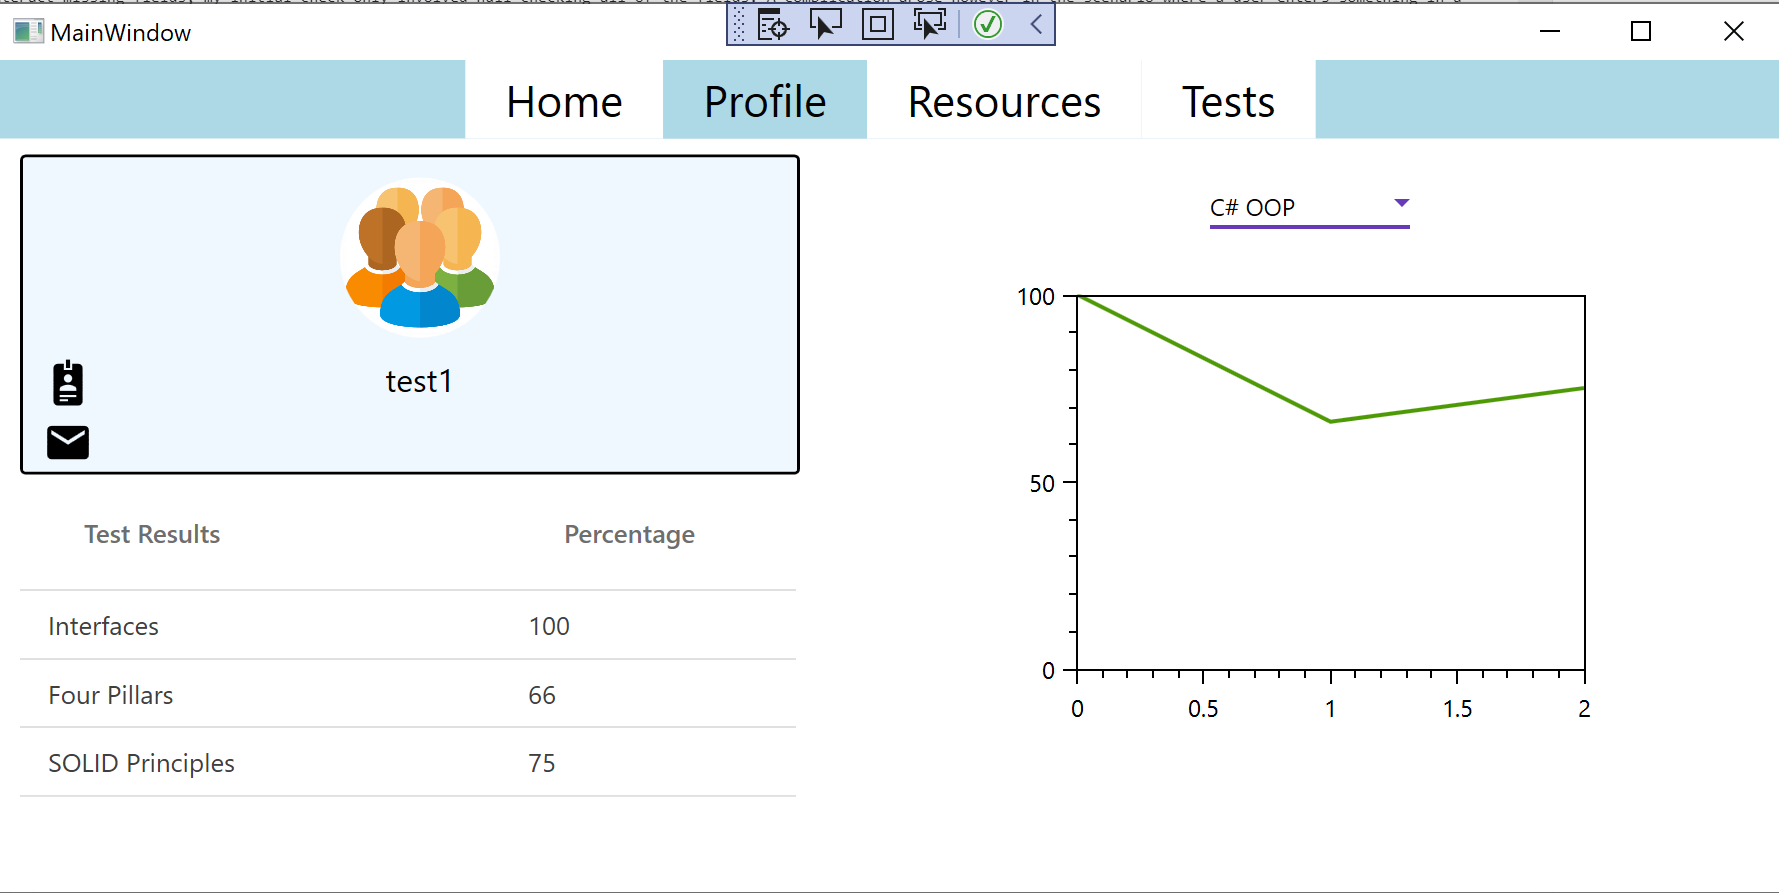 MainWindow
Home Profile Resources Tests
test1
C# OOP
Test Results Percentage
Interfaces 100
Four Pillars 66
SOLID Principles 75
100
50
0
0 0.5 1 1.5 2